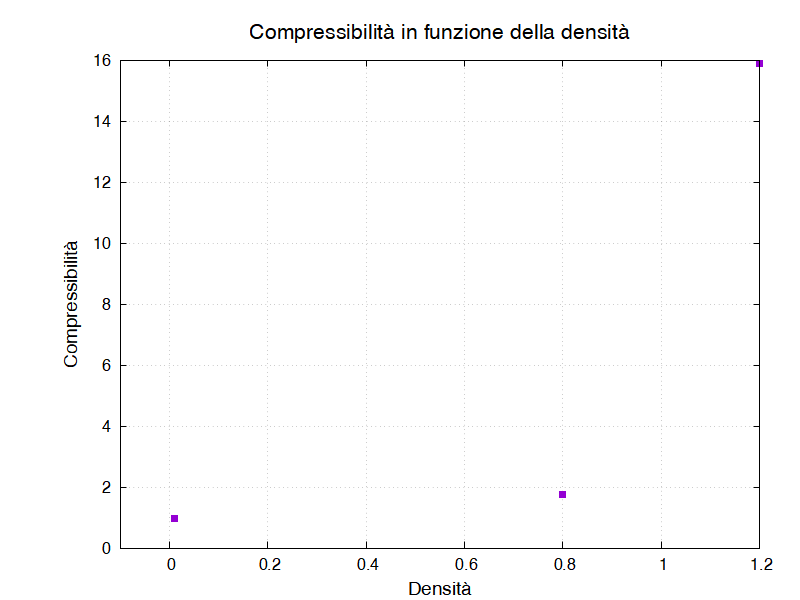 Compressibilità in funzione della densità
16
14
12
10
8
6
4
2
0
Compressibilità
0 0.2 0.4 0.6 0.8 1 1.2
Densità